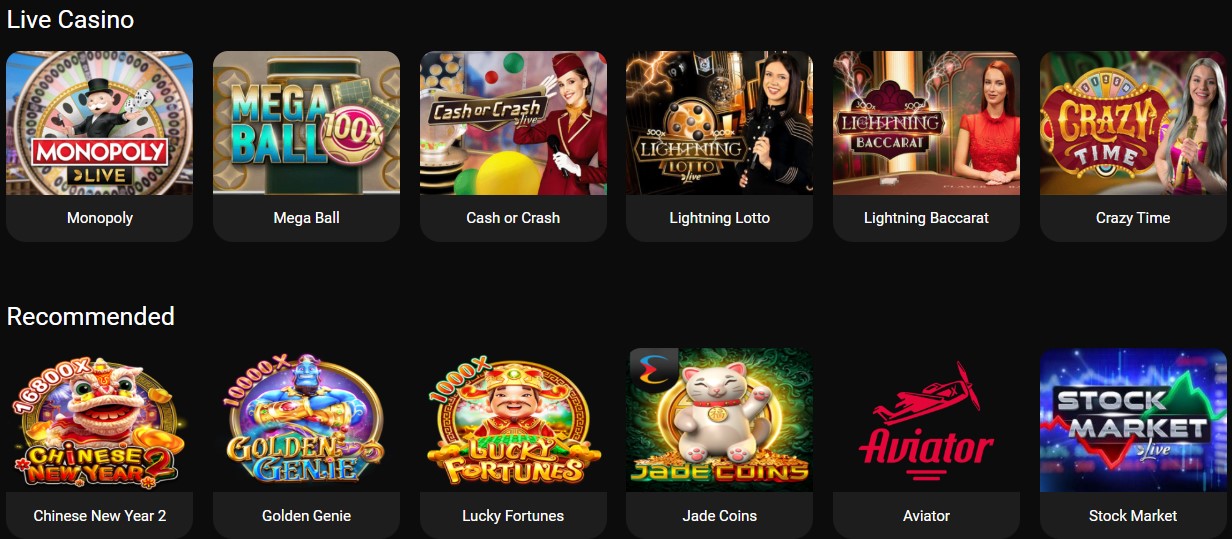 Live Casino
MONOPOLY
LIVE
Monopoly
MEGA
BALL
100x
Mega Ball
Cash or Crash
live
Cash or Crash
500x
LIGHTNING
LOTTO
Live
Lightning Lotto
300x 500x
LIGHTNING
BACCARAT
PLAYER
Lightning Baccarat
CRAZY!
TIME
Crazy Time
Recommended
16800X
CHINESE
NEW YEAR 2
Chinese New Year 2
10000X
GOLDEN
GENIE
Golden Genie
1000X
LUCKY
FORTUNES
Lucky Fortunes
JADE COINS
Jade Coins
Aviator
Aviator
STOCK
MARKET
Live
Stock Market